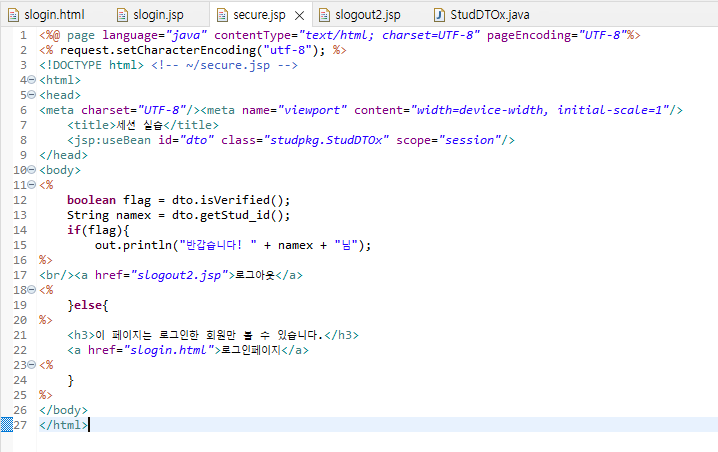 slogin.html slogin.jsp secure.jsp slogout2.jsp StudDTOx.java
1 <%@ page language="java" contentType="text/html; charset=UTF-8" pageEncoding="UTF-8"%>
2 <% request.setCharacterEncoding("utf-8"); %>
3 <!DOCTYPE html> <!-- ~/secure.jsp -->
4 <html>
5 <head>
6 <meta charset="UTF-8"/><meta name="viewport" content="width=device-width, initial-scale=1"/>
7 <title>세션 실습</title>
8 <jsp:useBean id="dto" class="studpkg.StudDTOx" scope="session"/>
9 </head>
10 <body>
11 <%
12 boolean flag = dto.isVerified();
13 String namex = dto.getStud_id();
14 if(flag){
15 out.println("반갑습니다! " + namex + "님");
16 %>
17 <br/><a href="slogout2.jsp">로그아웃</a>
18 <%
19 }else{
20 %>
21 <h3>이 페이지는 로그인한 회원만 볼 수 있습니다.</h3>
22 <a href="slogin.html">로그인페이지</a>
23 <%
24 }
25 %>
26 </body>
27 </html>